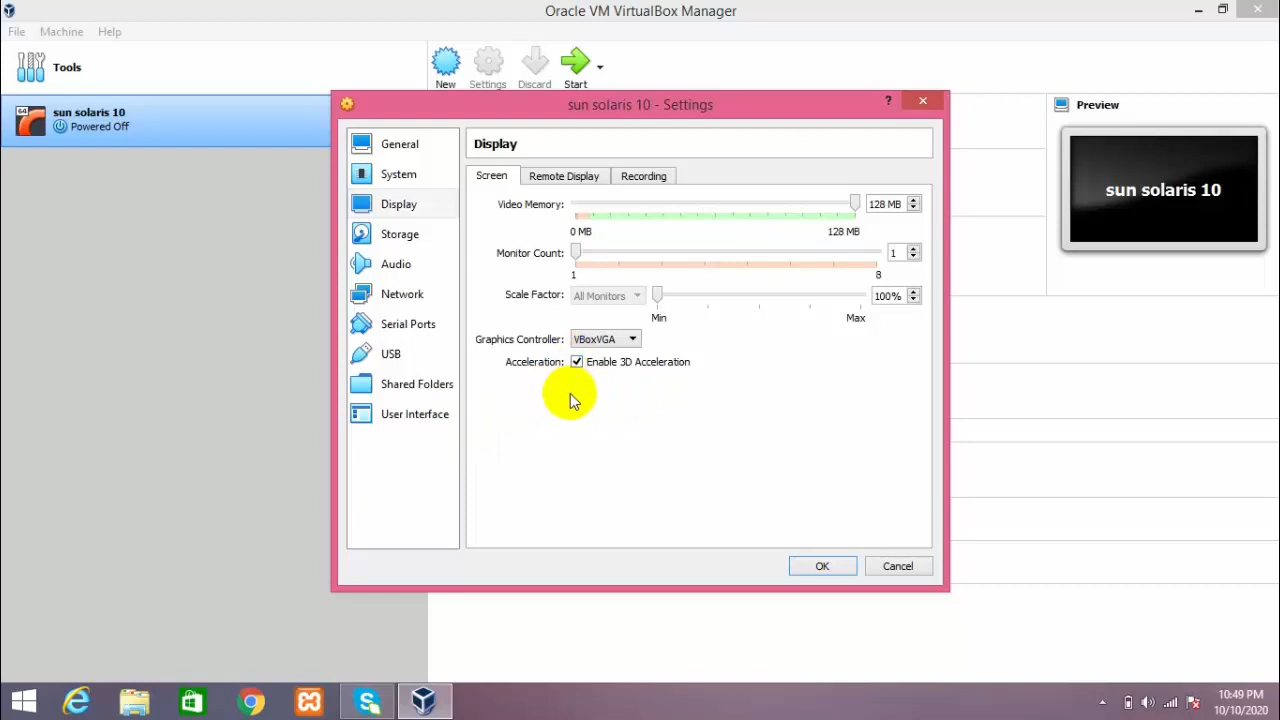 Oracle VM VirtualBox Manager
File Machine Help
Tools
New Settings Discard Start
64 sun solaris 10
Powered Off
sun solaris 10 - Settings
?
General
System
Display
Storage
Audio
Network
Serial Ports
USB
Shared Folders
User Interface
Display
Screen Remote Display Recording
Video Memory: 128 MB
0 MB 128 MB
Monitor Count: 1
1 8
Scale Factor: All Monitors 100%
Min Max
Graphics Controller: VBoxVGA
Acceleration: Enable 3D Acceleration
OK Cancel
Preview
sun solaris 10
10:49 PM
10/10/2020